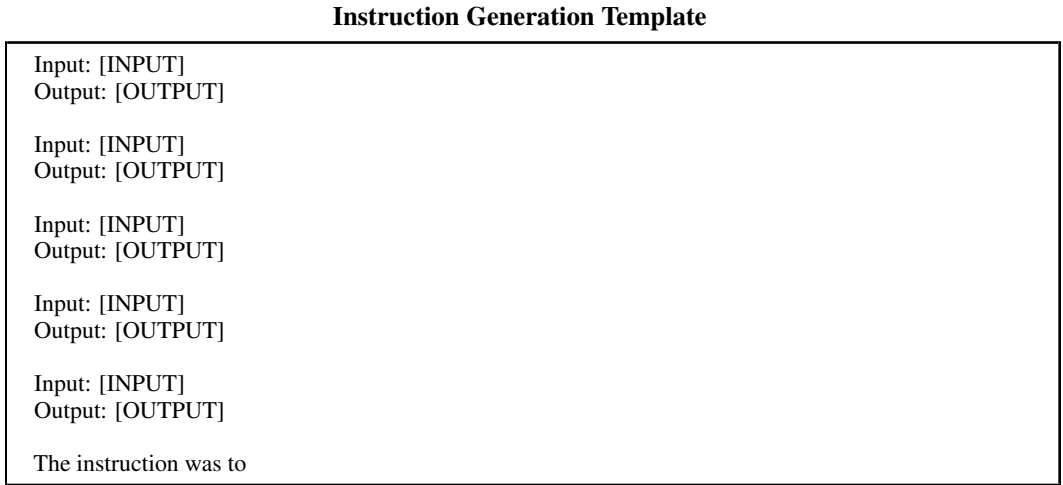 Instruction Generation Template
Input: [INPUT]
Output: [OUTPUT]
Input: [INPUT]
Output: [OUTPUT]
Input: [INPUT]
Output: [OUTPUT]
Input: [INPUT]
Output: [OUTPUT]
Input: [INPUT]
Output: [OUTPUT]
The instruction was to